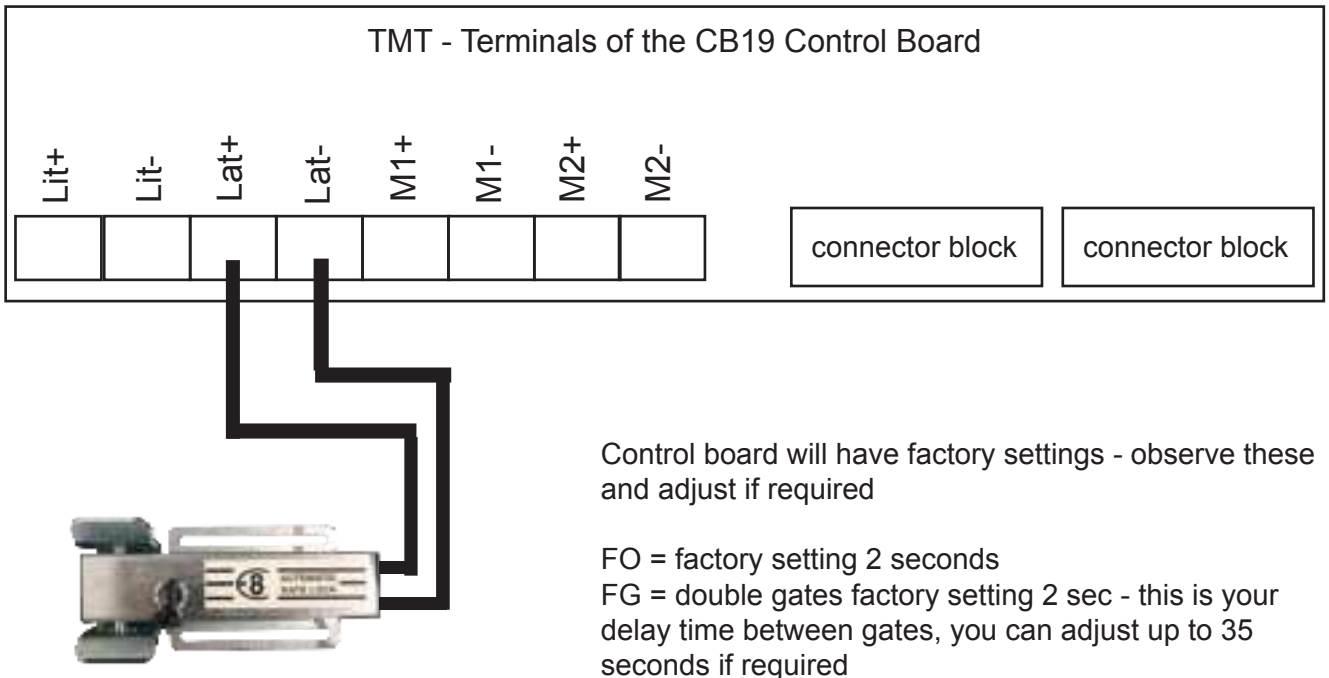 TMT - Terminals of the CB19 Control Board
Lit+
Lit-
Lat+
Lat-
M1+
M1-
M2+
M2-
connector block
connector block
Control board will have factory settings - observe these
and adjust if required
FO = factory setting 2 seconds
FG = double gates factory setting 2 sec - this is your
delay time between gates, you can adjust up to 35
seconds if required
AUTOMATIC
GATE LOCK